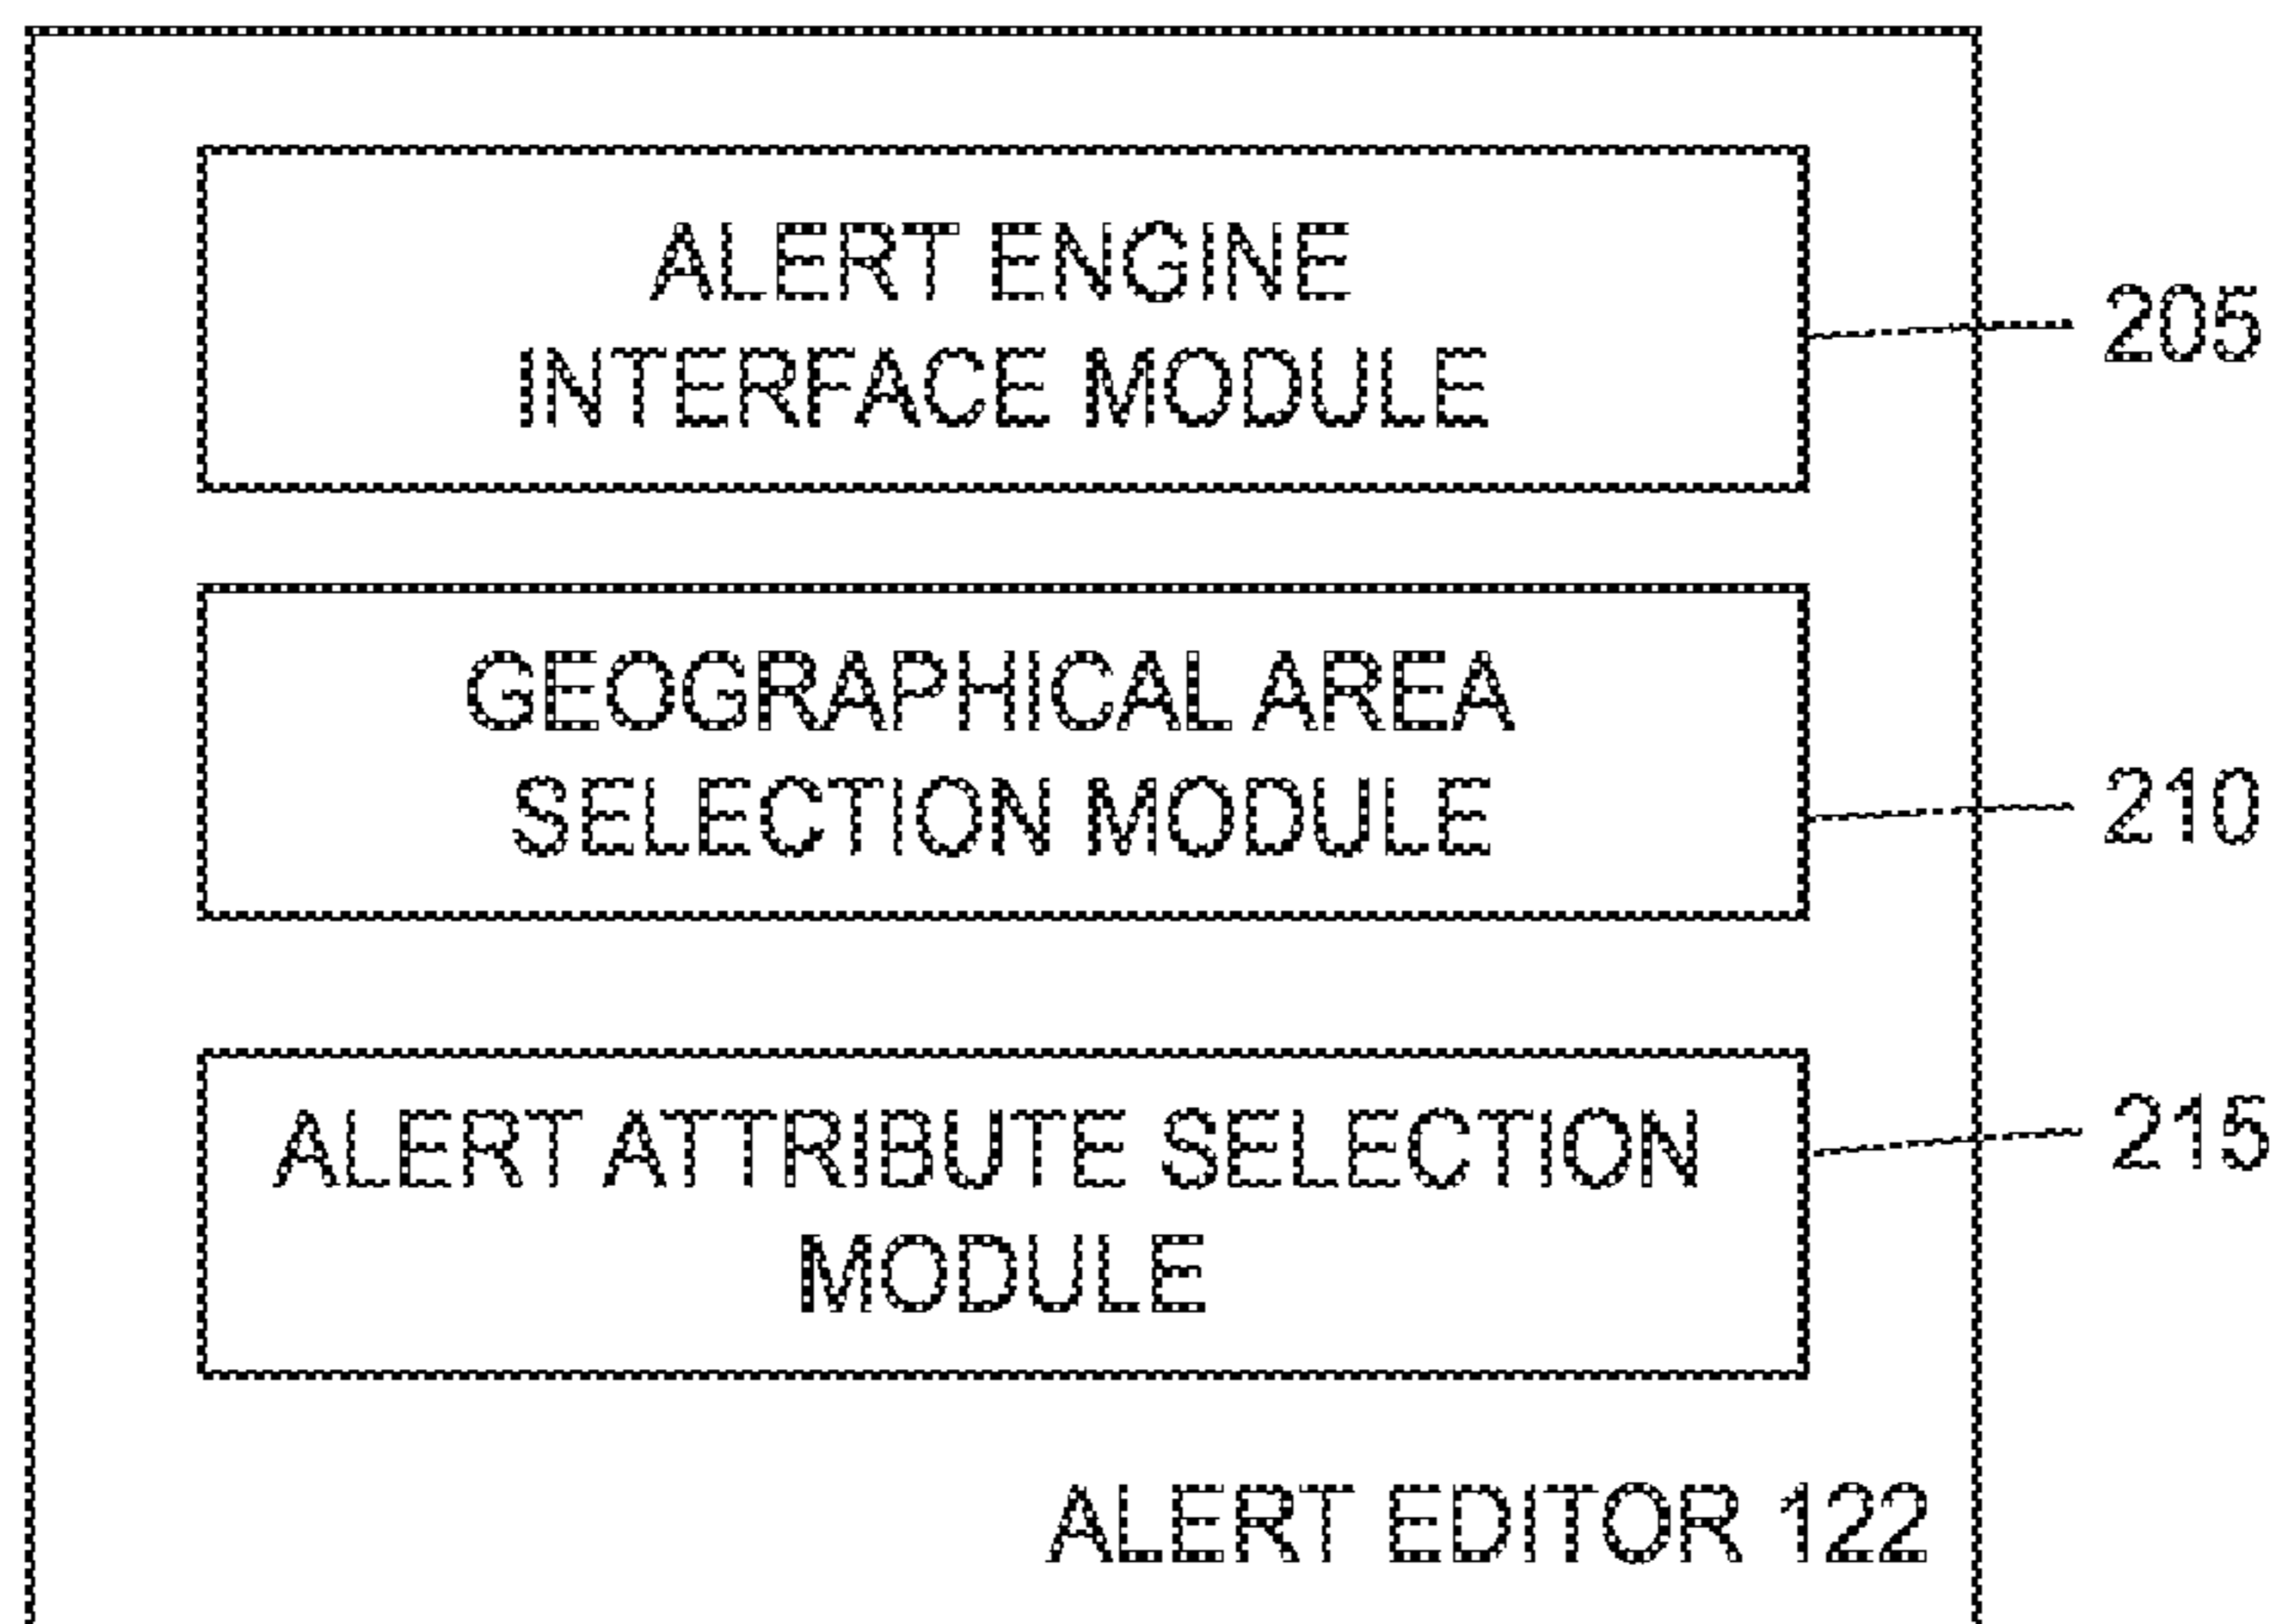 ALERT ENGINE
INTERFACE MODULE
205
GEOGRAPHICAL AREA
SELECTION MODULE
210
ALERT ATTRIBUTE SELECTION
MODULE
215
ALERT EDITOR 122